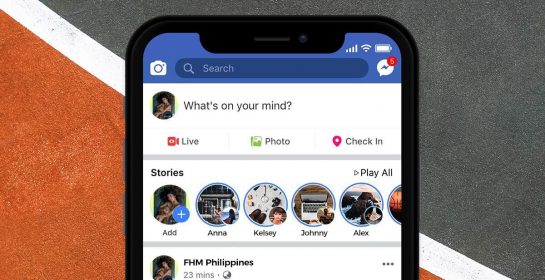 5
Search
What's on your mind?
Live Photo Check In
Stories Play All
Add Anna Kelsey Johnny Alex
FHM Philippines
23 mins ·